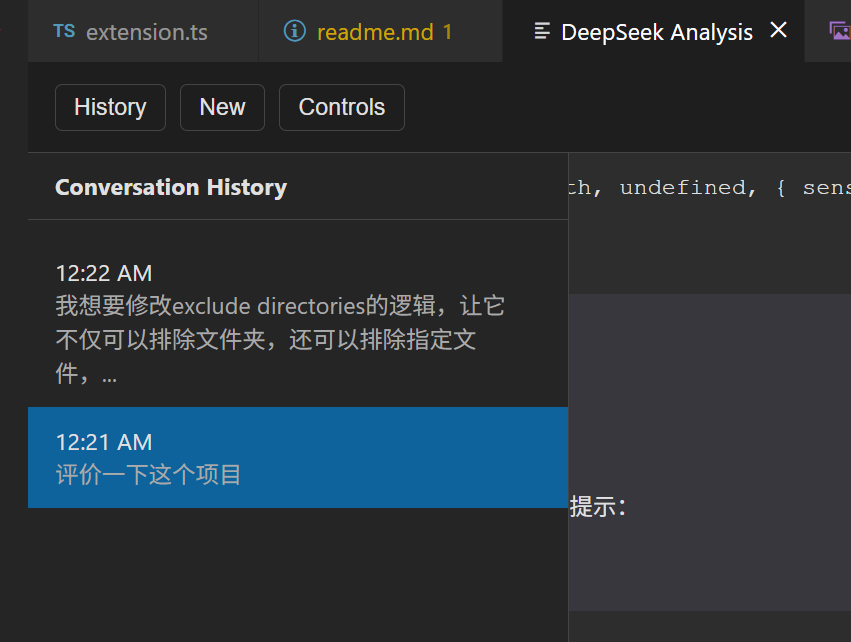 TS extension.ts
readme.md 1
DeepSeek Analysis
History
New
Controls
Conversation History
th, undefined, { sens
12:22 AM
我想要修改exclude directories的逻辑，让它
不仅可以排除文件夹，还可以排除指定文
件，...
12:21 AM
评价一下这个项目
提示：